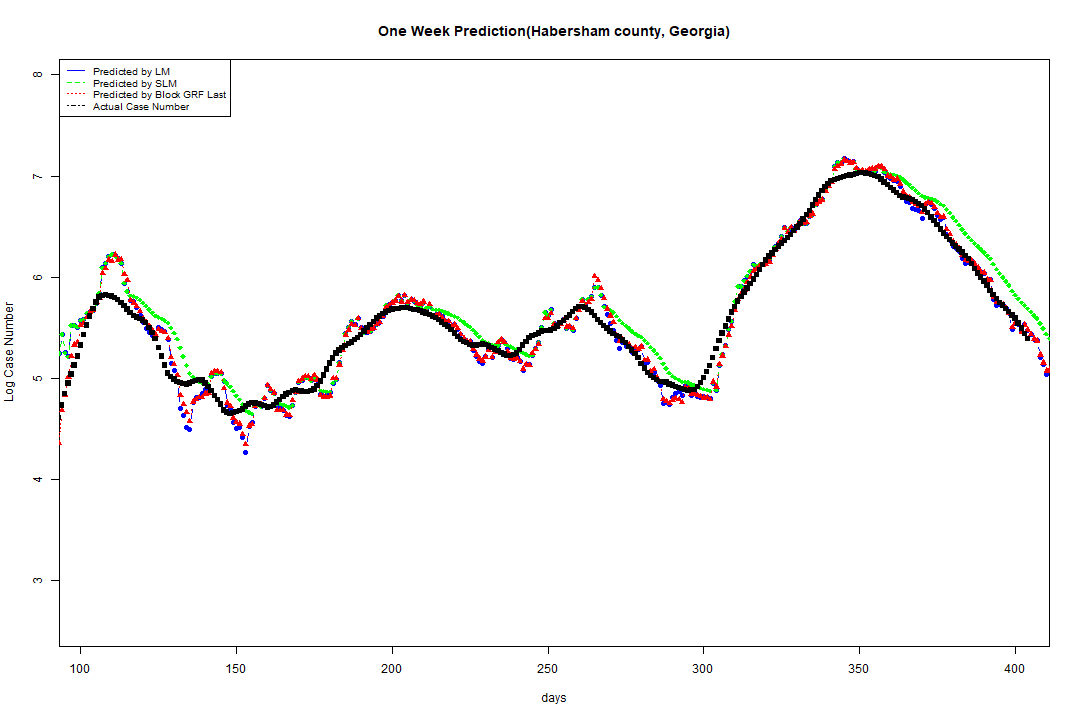 One Week Prediction(Habersham county, Georgia)
Predicted by LM
Predicted by SLM
Predicted by Block GRF Last
Actual Case Number
8
7
6
5
4
3
Log Case Number
100 150 200 250 300 350 400
days